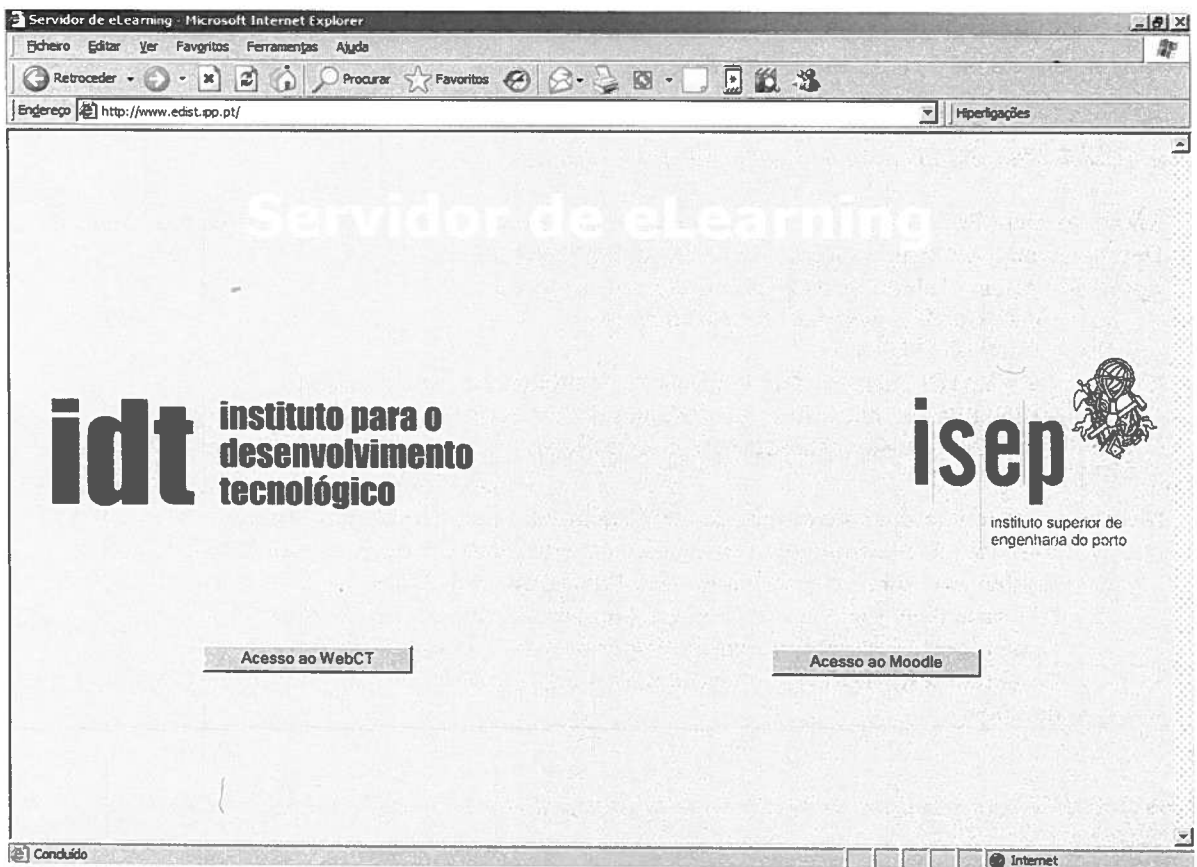 Servidor de eLearning - Microsoft Internet Explorer
Ficheiro Editar Ver Favoritos Ferramentas Ajuda
Retroceder Procurar Favoritos
Endereço http://www.edist.ipp.pt/ Hiperligações
Servidor de eLearning
idt instituto para o
desenvolvimento
tecnológico
isep
instituto superior de
engenharia do porto
Acesso ao WebCT Acesso ao Moodle
Concluído Internet